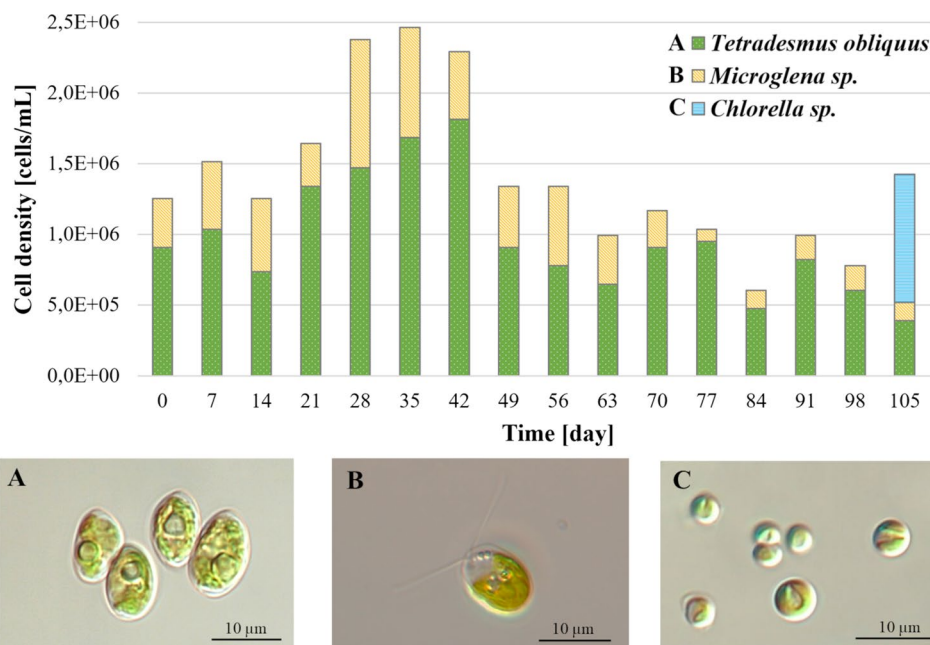 2,5E+06
2,0E+06
1,5E+06
1,0E+06
5,0E+05
0,0E+00
Cell density [cells/mL]
A Tetradesmus obliquus
B Microglena sp.
C Chlorella sp.
0 7 14 21 28 35 42 49 56 63 70 77 84 91 98 105
Time [day]
A
10 µm
B
10 µm
C
10 µm